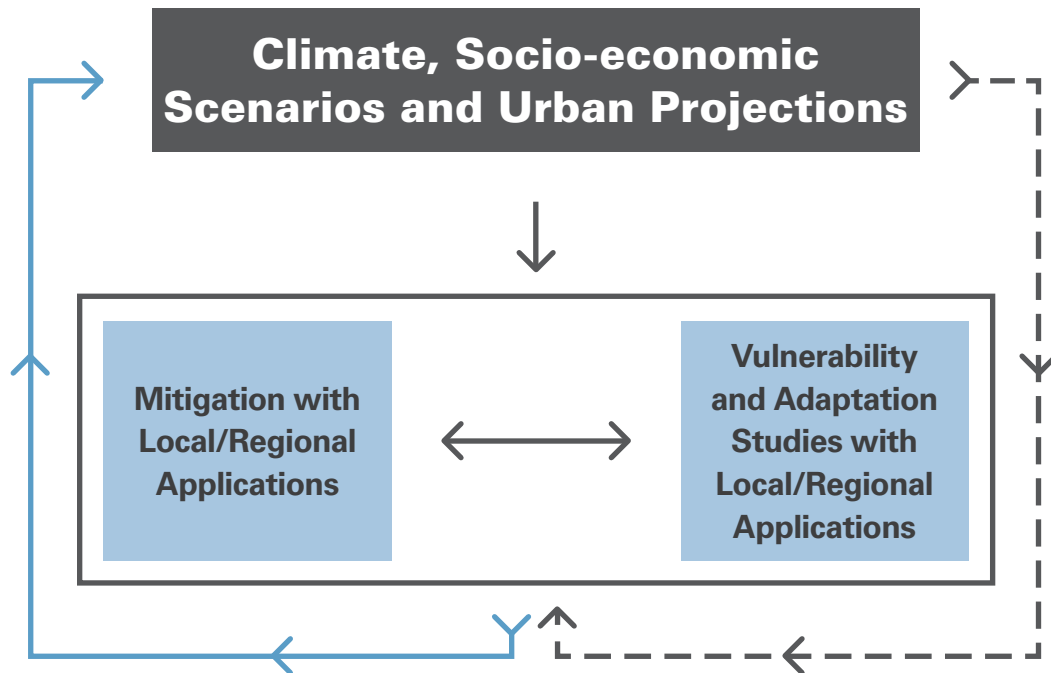 Climate, Socio-economic
Scenarios and Urban Projections
Mitigation with
Local/Regional
Applications
Vulnerability
and Adaptation
Studies with
Local/Regional
Applications